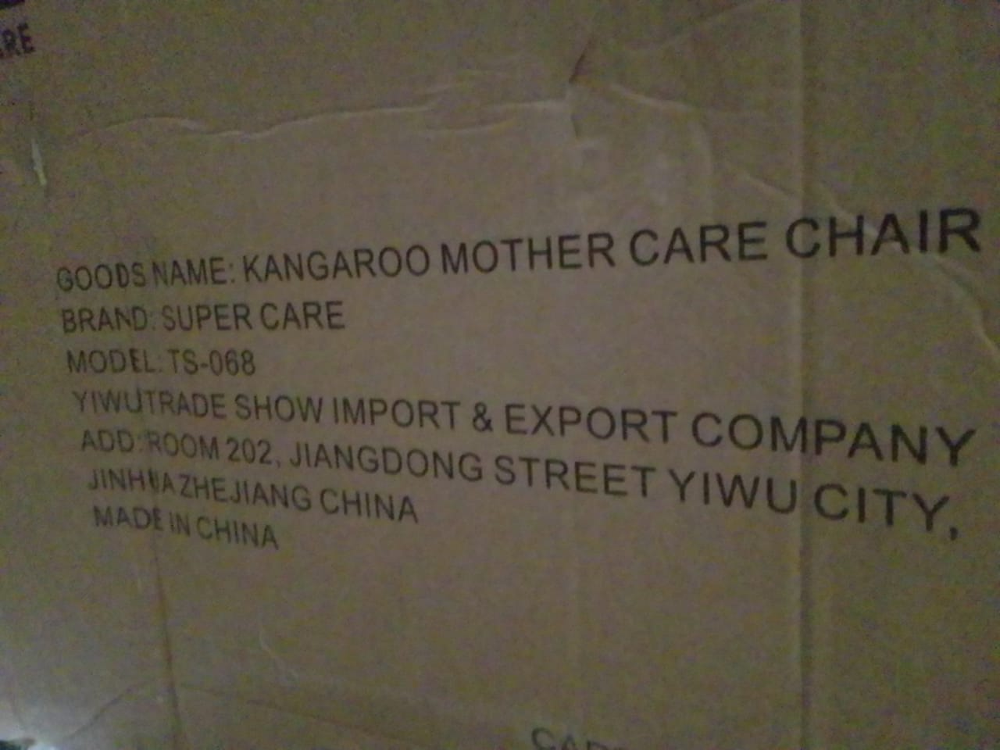 GOODS NAME: KANGAROO MOTHER CARE CHAIR
BRAND: SUPER CARE
MODEL: TS-068
YIWUTRADE SHOW IMPORT & EXPORT COMPANY
ADD: ROOM 202, JIANGDONG STREET YIWU CITY,
JINHUA ZHEJIANG CHINA
MADE IN CHINA